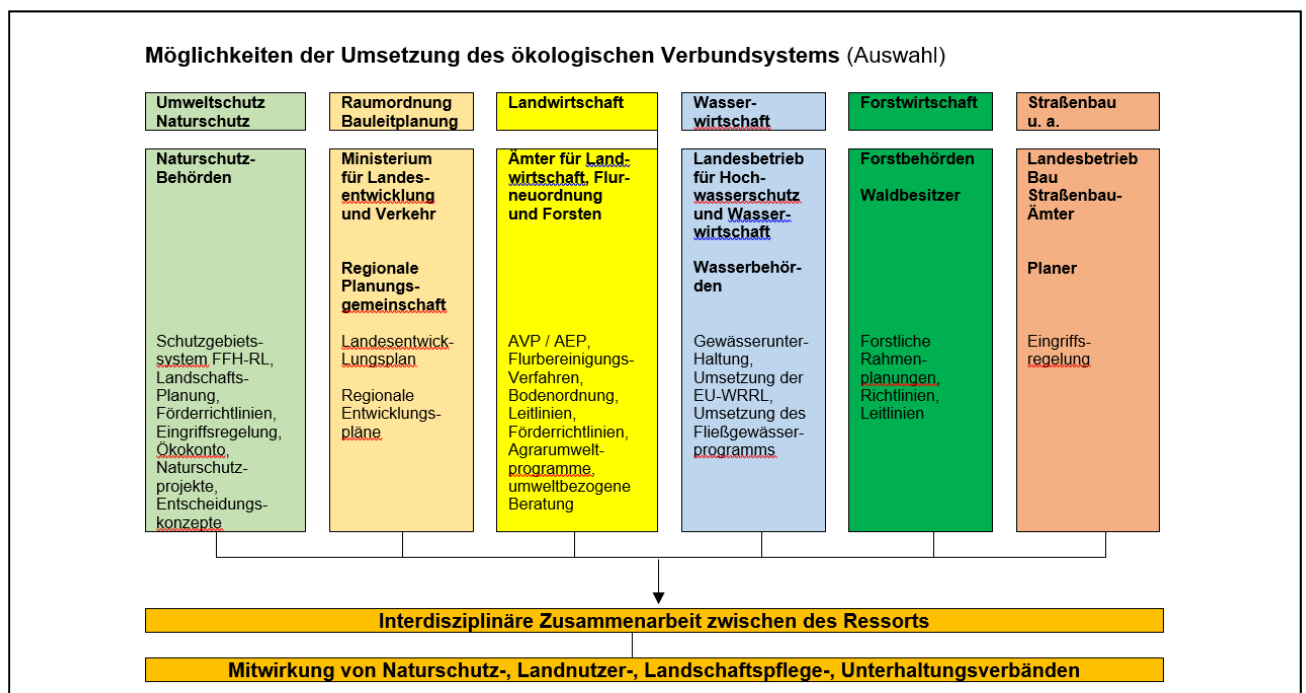 Möglichkeiten der Umsetzung des ökologischen Verbundsystems (Auswahl)
Umweltschutz
Naturschutz
Naturschutz-
Behörden
Schutzgebiets-
system FFH-RL,
Landschafts-
Planung,
Förderrichtlinien,
Eingriffsregelung,
Ökokonto,
Naturschutz-
projekte,
Entscheidungs-
konzepte
Raumordnung
Bauleitplanung
Ministerium
für Landes-
entwicklung
und Verkehr
Regionale
Planungs-
gemeinschaft
Landesentwick-
Lungsplan
Regionale
Entwicklungs-
pläne
Landwirtschaft
Ämter für Land-
wirtschaft, Flur-
neuordnung
und Forsten
AVP / AEP,
Flurbereinigungs-
Verfahren,
Bodenordnung,
Leitlinien,
Förderrichtlinien,
Agrarumwelt-
programme,
umweltbezogene
Beratung
Wasser-
wirtschaft
Landesbetrieb
für Hoch-
wasserschutz
und Wasser-
wirtschaft
Wasserbehör-
den
Gewässerunter-
Haltung,
Umsetzung der
EU-WRRL,
Umsetzung des
Fließgewässer-
programms
Forstwirtschaft
Forstbehörden
Waldbesitzer
Forstliche
Rahmen-
planungen,
Richtlinien,
Leitlinien
Straßenbau
u. a.
Landesbetrieb
Bau
Straßenbau-
Ämter
Planer
Eingriffs-
regelung
Interdisziplinäre Zusammenarbeit zwischen des Ressorts
Mitwirkung von Naturschutz-, Landnutzer-, Landschaftspflege-, Unterhaltungsverbänden